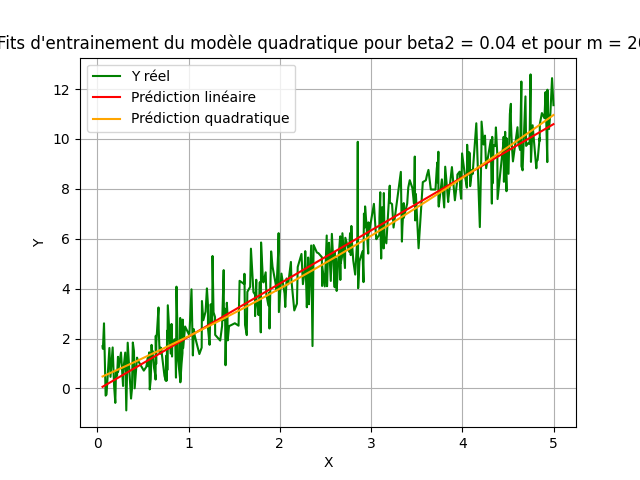 Fits d'entrainement du modèle quadratique pour beta2 = 0.04 et pour m = 20
Y réel
Prédiction linéaire
Prédiction quadratique
12
10
8
6
4
2
0
Y
0 1 2 3 4 5
X